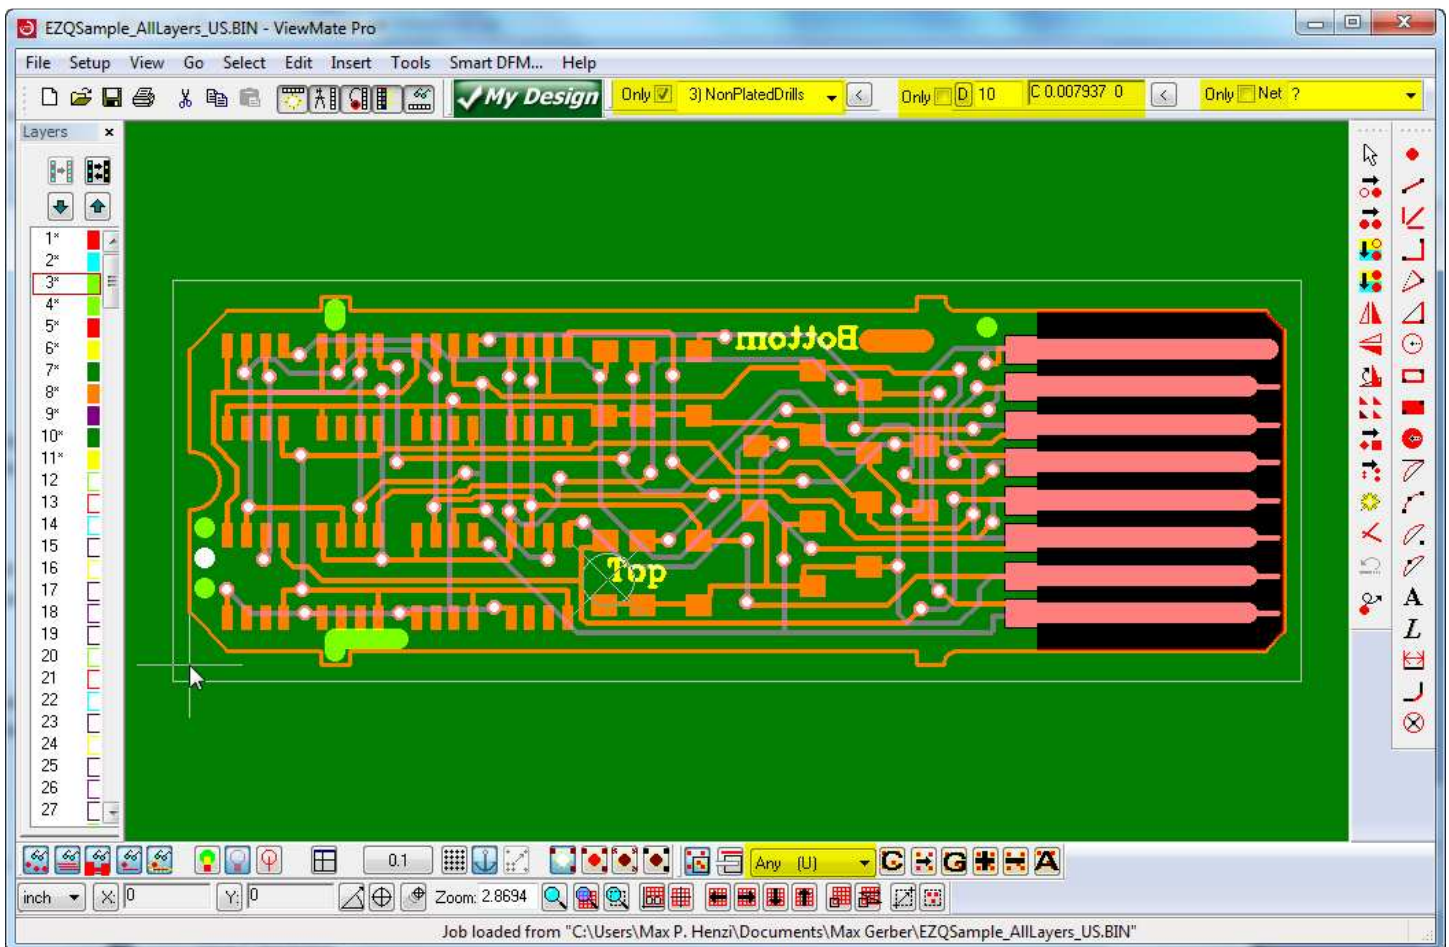 EZQSample_AllLayers_US.BIN - ViewMate Pro
File Setup View Go Select Edit Insert Tools Smart DFM... Help
My Design Only 3) NonPlatedDrills < Only D 10 C 0.007937 0 < Only Net ?
Layers x
1*
2*
3*
4*
5*
6*
7*
8*
9*
10*
11*
12
13
14
15
16
17
18
19
20
21
22
23
24
25
26
27
Bottom
Top
A
L
0.1 Any (U) C H G A
inch X: 0 Y: 0 Zoom: 2.8694
Job loaded from "C:\Users\Max P. Henzi\Documents\Max Gerber\EZQSample_AllLayers_US.BIN"